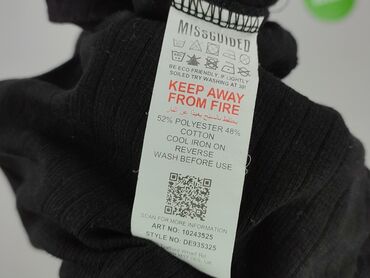 MISSGUIDED
BE ECO FRIENDLY, IF LIGHTLY
SOILED TRY WASHING AT 30!
KEEP AWAY
FROM FIRE
52% POLYESTER 48%
COTTON
COOL IRON ON
REVERSE
WASH BEFORE USE
SCAN FOR MORE INFORMATION
ART NO: 10243525
STYLE NO: DE935325